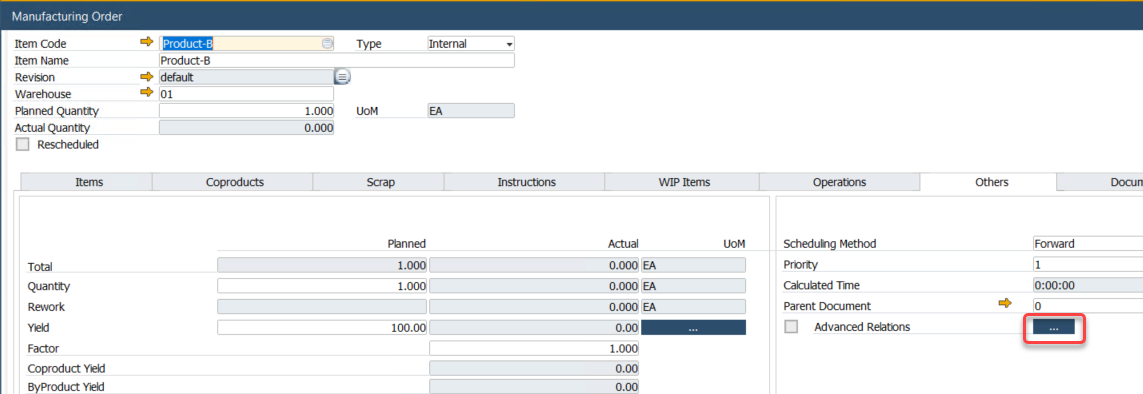 Manufacturing Order
Item Code Product-B Type Internal
Item Name Product-B
Revision default
Warehouse 01
Planned Quantity 1.000 UoM EA
Actual Quantity 0.000
Rescheduled
Items Coproducts Scrap Instructions WIP Items Operations Others Docum
Planned Actual UoM Scheduling Method Forward
Total 1.000 0.000 EA Priority 1
Quantity 1.000 0.000 EA Calculated Time 0:00:00
Rework 0.000 EA Parent Document 0
Yield 100.00 0.00 ... Advanced Relations ...
Factor 1.000
Coproduct Yield 0.00
ByProduct Yield 0.00